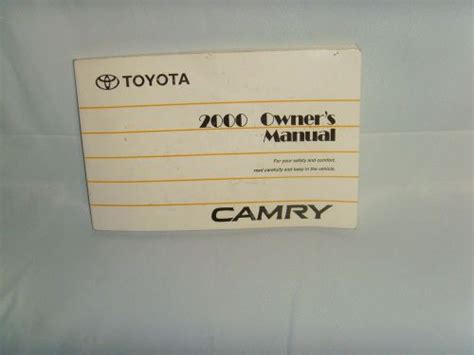 TOYOTA
2000 Owner's
Manual
For your safety and comfort,
read carefully and keep in the vehicle.
CAMRY